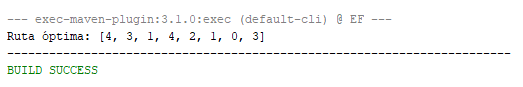 --- exec-maven-plugin:3.1.0:exec (default-cli) @ EF ---
Ruta óptima: [4, 3, 1, 4, 2, 1, 0, 3]
------------------------------------------------------------------------
BUILD SUCCESS